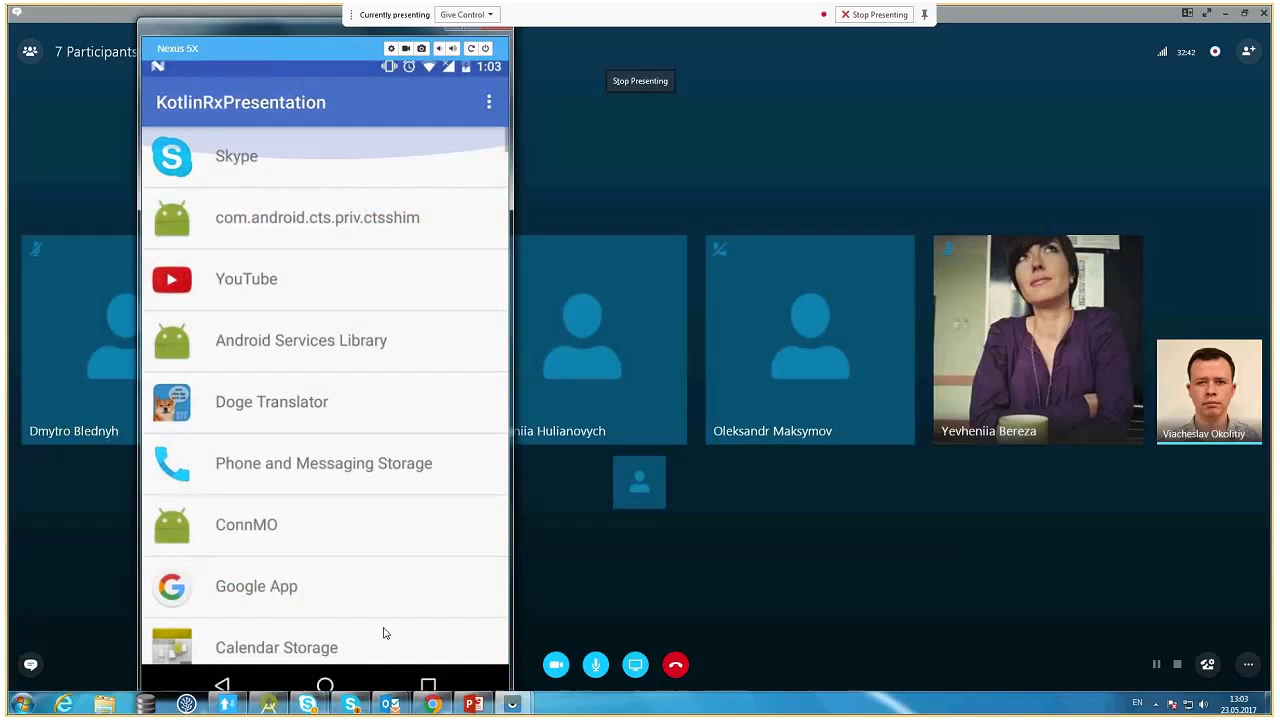 Currently presenting
Give Control
Stop Presenting
7 Participants
32:42
Stop Presenting
Nexus 5X
1:03
KotlinRxPresentation
Skype
com.android.cts.priv.ctsshim
YouTube
Android Services Library
Doge Translator
Phone and Messaging Storage
ConnMO
Google App
Calendar Storage
Dmytro Blednyh
niia Hulianovych
Oleksandr Maksymov
Yevheniia Bereza
Viacheslav Okolitiy
EN
13:03
23.05.2017